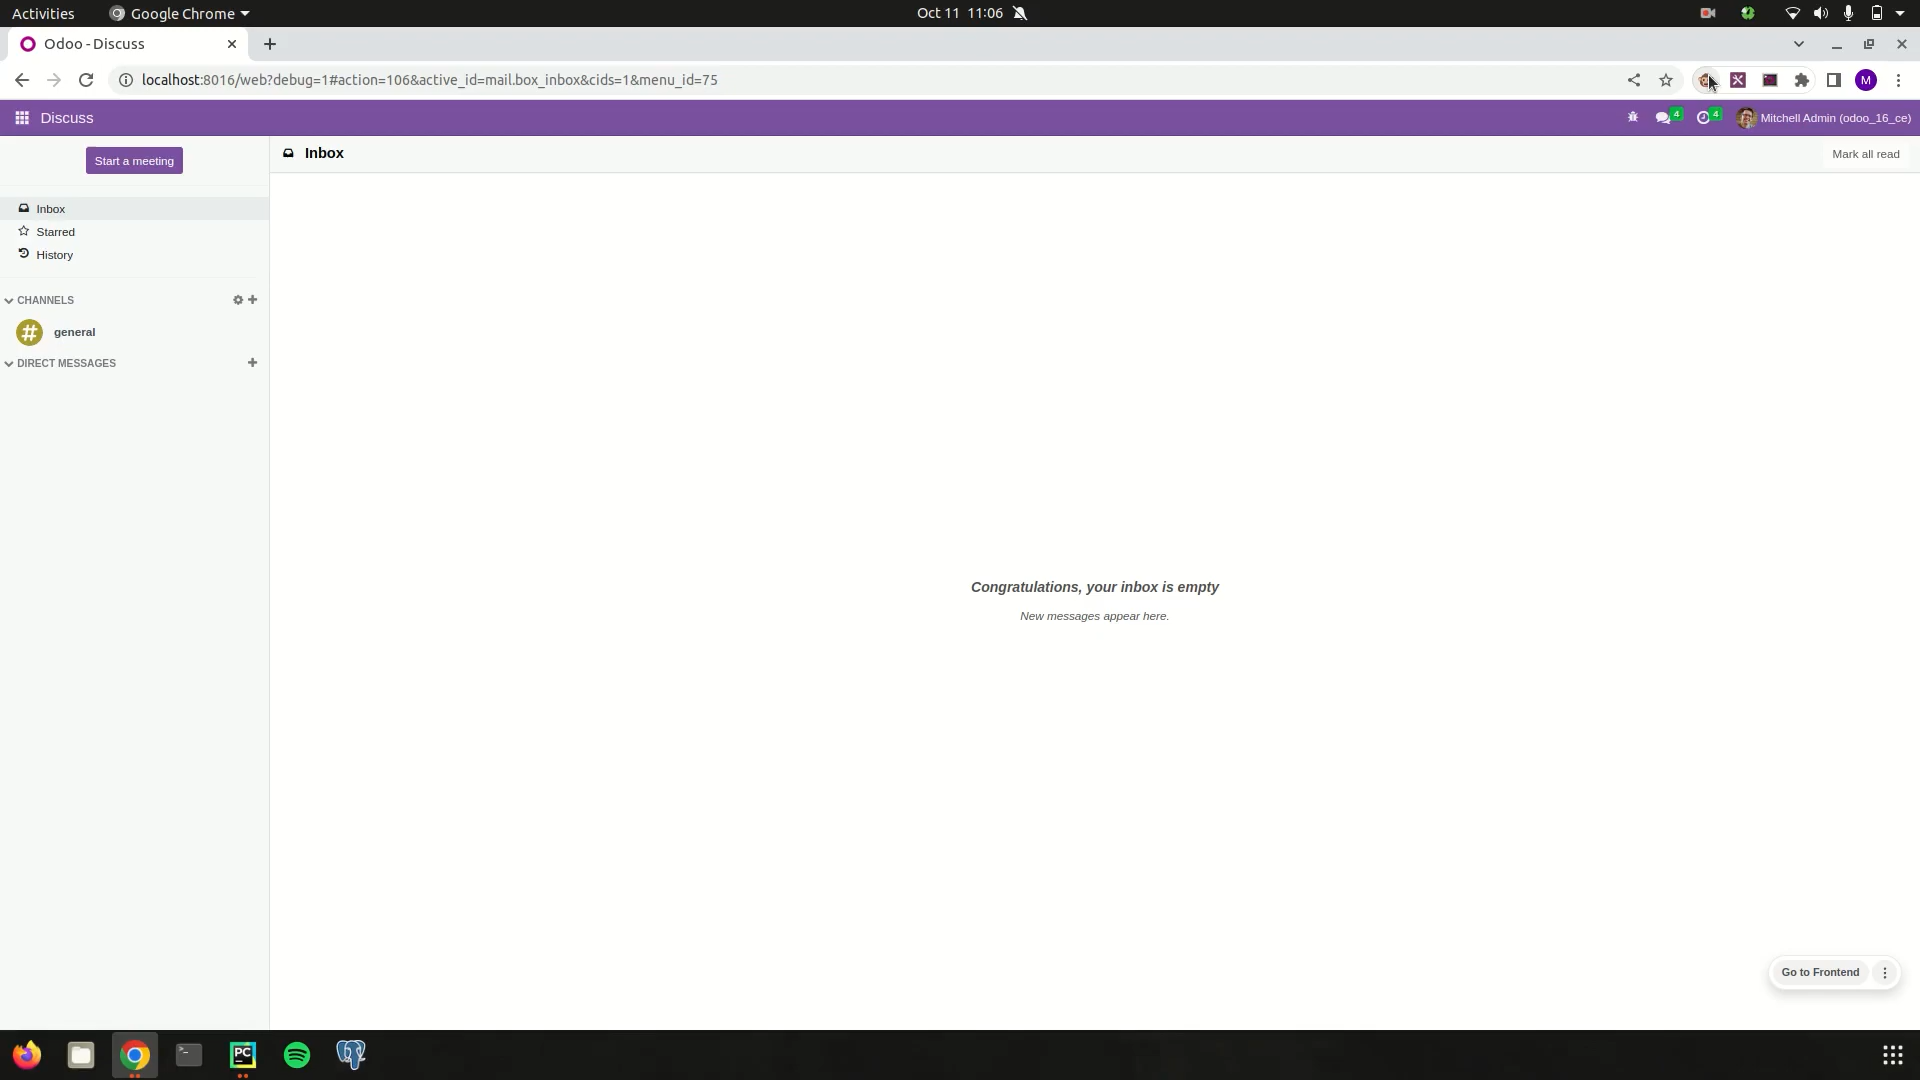 Activities
Google Chrome
Oct 11 11:06
Odoo - Discuss
localhost:8016/web?debug=1#action=106&active_id=mail.box_inbox&cids=1&menu_id=75
M
Discuss
4
4
Mitchell Admin (odoo_16_ce)
Start a meeting
Inbox
Mark all read
Inbox
Starred
History
CHANNELS
# general
DIRECT MESSAGES
Congratulations, your inbox is empty
New messages appear here.
Go to Frontend
>_
PC